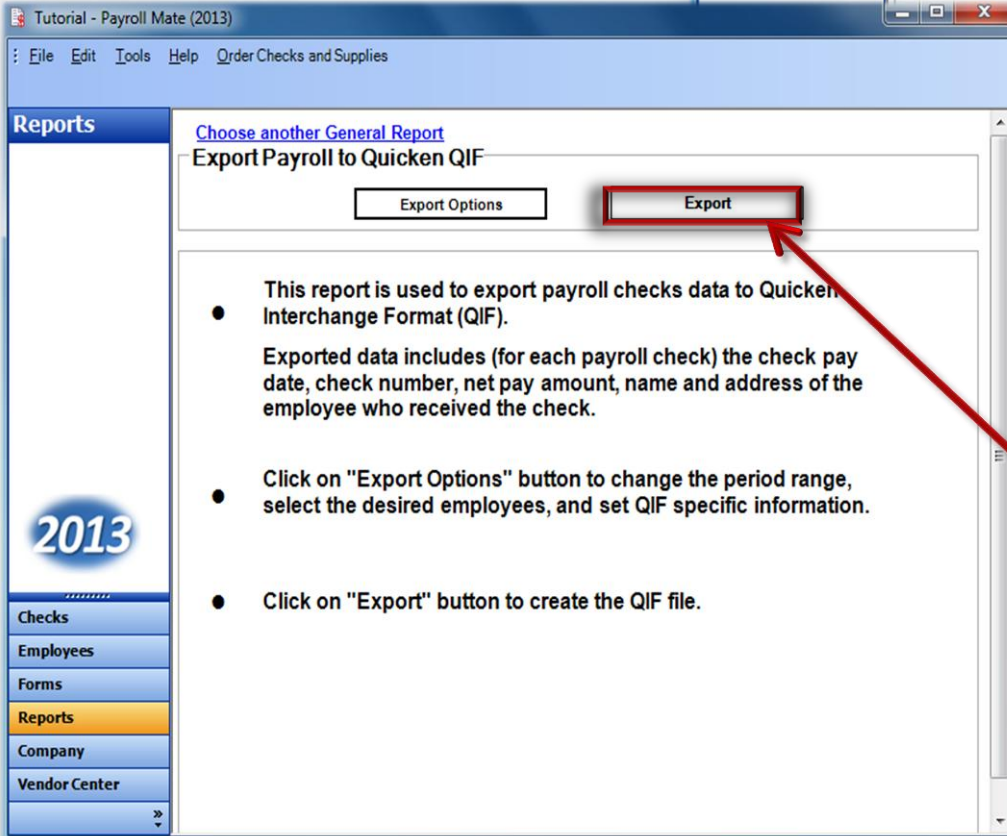 Tutorial - Payroll Mate (2013)
File Edit Tools Help Order Checks and Supplies
Reports
Choose another General Report
Export Payroll to Quicken QIF
Export Options Export
This report is used to export payroll checks data to Quicken
Interchange Format (QIF).
Exported data includes (for each payroll check) the check pay
date, check number, net pay amount, name and address of the
employee who received the check.
Click on "Export Options" button to change the period range,
select the desired employees, and set QIF specific information.
Click on "Export" button to create the QIF file.
2013
Checks
Employees
Forms
Reports
Company
Vendor Center